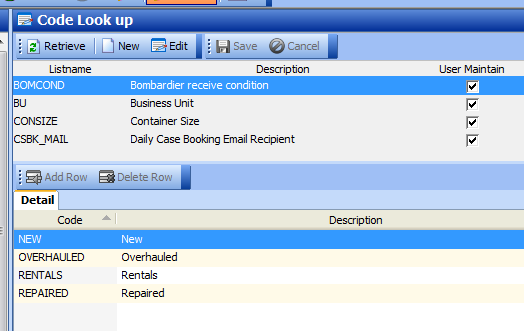 Code Look up
Retrieve New Edit Save Cancel
Listname Description User Maintain
BOMCOND Bombardier receive condition
BU Business Unit
CONSIZE Container Size
CSBK_MAIL Daily Case Booking Email Recipient
Add Row Delete Row
Detail
Code Description
NEW New
OVERHAULED Overhauled
RENTALS Rentals
REPAIRED Repaired